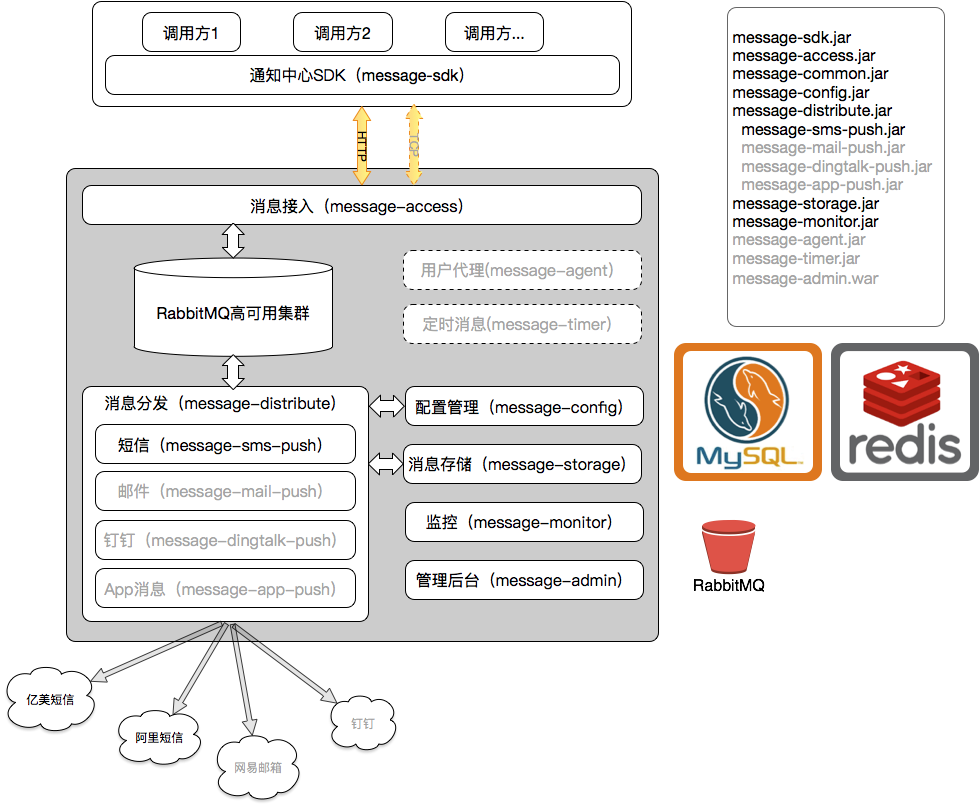 调用方1
调用方2
调用方...
通知中心SDK（message-sdk）
HTTP
TCP
消息接入（message-access）
RabbitMQ高可用集群
用户代理(message-agent)
定时消息(message-timer)
消息分发（message-distribute）
短信（message-sms-push）
邮件（message-mail-push）
钉钉（message-dingtalk-push）
App消息（message-app-push）
配置管理（message-config）
消息存储（message-storage）
监控（message-monitor）
管理后台（message-admin）
亿美短信
阿里短信
网易邮箱
钉钉
message-sdk.jar
message-access.jar
message-common.jar
message-config.jar
message-distribute.jar
message-sms-push.jar
message-mail-push.jar
message-dingtalk-push.jar
message-app-push.jar
message-storage.jar
message-monitor.jar
message-agent.jar
message-timer.jar
message-admin.war
MySQL
redis
RabbitMQ